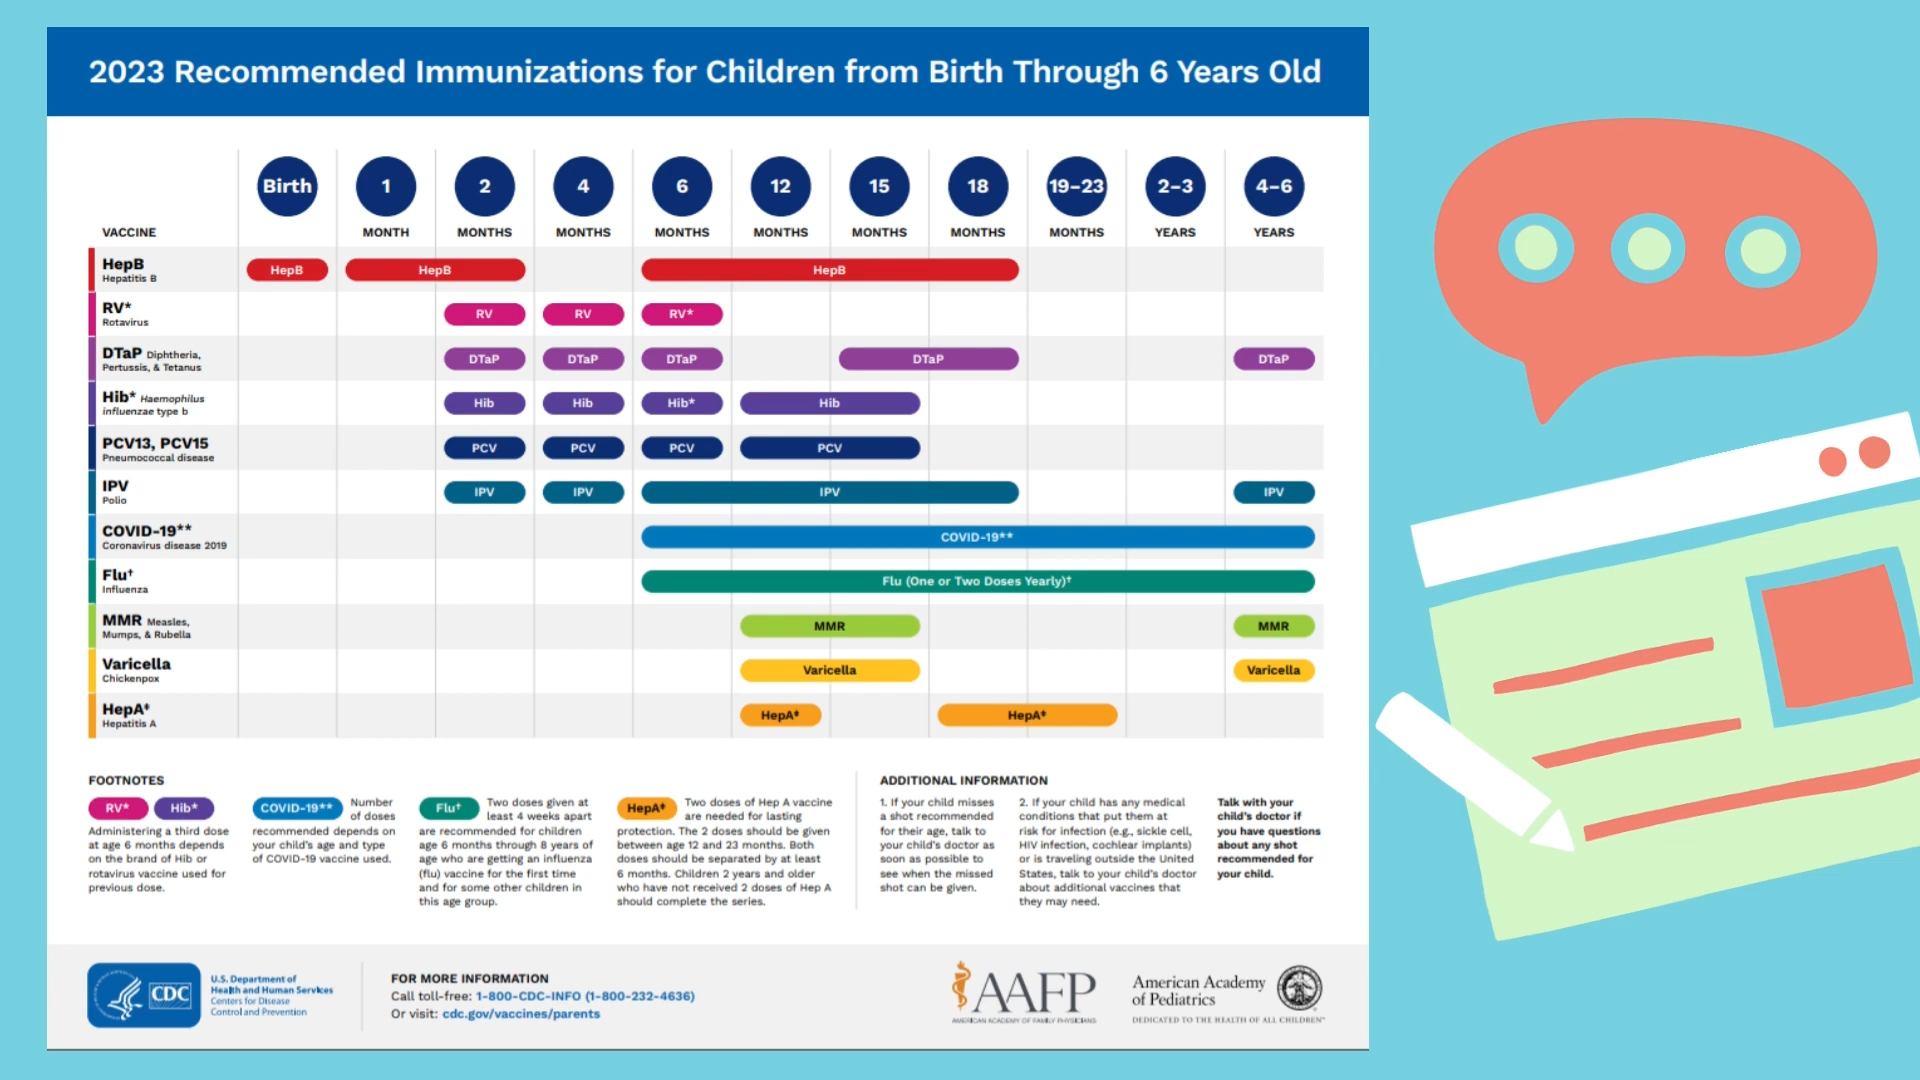 2023 Recommended Immunizations for Children from Birth Through 6 Years Old
VACCINE
Birth
1 MONTH
2 MONTHS
4 MONTHS
6 MONTHS
12 MONTHS
15 MONTHS
18 MONTHS
19–23 MONTHS
2–3 YEARS
4–6 YEARS
HepB
Hepatitis B
HepB HepB HepB
RV*
Rotavirus
RV RV RV*
DTaP Diphtheria,
Pertussis, & Tetanus
DTaP DTaP DTaP DTaP DTaP
Hib* Haemophilus
influenzae type b
Hib Hib Hib* Hib
PCV13, PCV15
Pneumococcal disease
PCV PCV PCV PCV
IPV
Polio
IPV IPV IPV IPV
COVID-19**
Coronavirus disease 2019
COVID-19**
Flu†
Influenza
Flu (One or Two Doses Yearly)†
MMR Measles,
Mumps, & Rubella
MMR MMR
Varicella
Chickenpox
Varicella Varicella
HepA‡
Hepatitis A
HepA‡ HepA‡
FOOTNOTES
RV* Hib*
Administering a third dose
at age 6 months depends
on the brand of Hib or
rotavirus vaccine used for
previous dose.
COVID-19** Number
of doses
recommended depends on
your child's age and type
of COVID-19 vaccine used.
Flu† Two doses given at
least 4 weeks apart
are recommended for children
age 6 months through 8 years of
age who are getting an influenza
(flu) vaccine for the first time
and for some other children in
this age group.
HepA‡ Two doses of Hep A vaccine
are needed for lasting
protection. The 2 doses should be given
between age 12 and 23 months. Both
doses should be separated by at least
6 months. Children 2 years and older
who have not received 2 doses of Hep A
should complete the series.
ADDITIONAL INFORMATION
1. If your child misses
a shot recommended
for their age, talk to
your child's doctor as
soon as possible to
see when the missed
shot can be given.
2. If your child has any medical
conditions that put them at
risk for infection (e.g., sickle cell,
HIV infection, cochlear implants)
or is traveling outside the United
States, talk to your child's doctor
about additional vaccines that
they may need.
Talk with your
child's doctor if
you have questions
about any shot
recommended for
your child.
CDC
U.S. Department of
Health and Human Services
Centers for Disease
Control and Prevention
FOR MORE INFORMATION
Call toll-free: 1-800-CDC-INFO (1-800-232-4636)
Or visit: cdc.gov/vaccines/parents
AAFP
AMERICAN ACADEMY OF FAMILY PHYSICIANS
American Academy
of Pediatrics
DEDICATED TO THE HEALTH OF ALL CHILDREN®